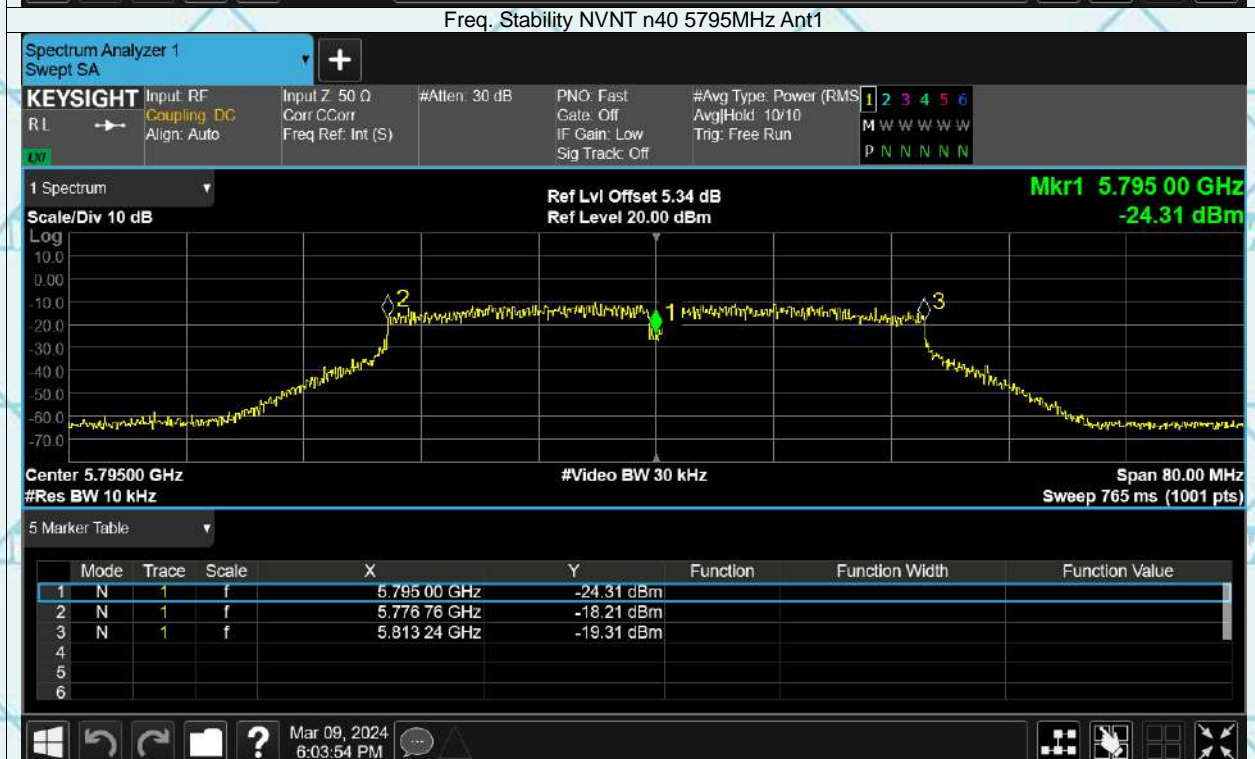 Freq. Stability NVNT n40 5795MHz Ant1
Spectrum Analyzer 1
Swept SA
+
KEYSIGHT Input: RF Input Z: 50 Ω #Atten: 30 dB PNO: Fast #Avg Type: Power (RMS 1 2 3 4 5 6
RL Coupling: DC Corr CCorr Gate: Off Avg|Hold: 10/10 M W W W W W
Align: Auto Freq Ref: Int (S) IF Gain: Low Trig: Free Run
LXI Sig Track: Off P N N N N N
1 Spectrum Ref Lvl Offset 5.34 dB Mkr1 5.795 00 GHz
Scale/Div 10 dB Ref Level 20.00 dBm -24.31 dBm
Log
10.0
0.00
-10.0 2 3
-20.0 1
-30.0
-40.0
-50.0
-60.0
-70.0
Center 5.79500 GHz #Video BW 30 kHz Span 80.00 MHz
#Res BW 10 kHz Sweep 765 ms (1001 pts)
5 Marker Table
Mode Trace Scale X Y Function Function Width Function Value
1 N 1 f 5.795 00 GHz -24.31 dBm
2 N 1 f 5.776 76 GHz -18.21 dBm
3 N 1 f 5.813 24 GHz -19.31 dBm
4
5
6
? Mar 09, 2024
6:03:54 PM